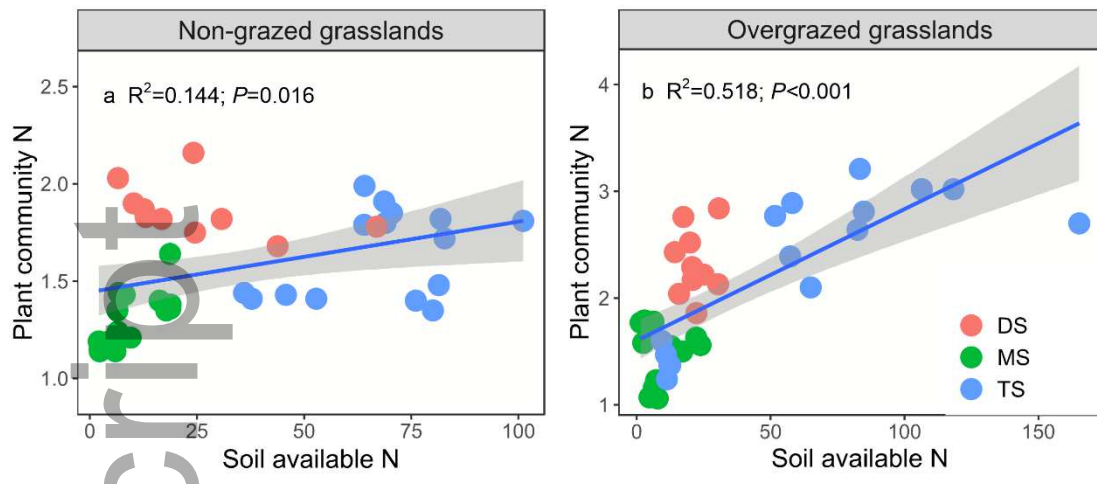 Non-grazed grasslands
a R²=0.144; P=0.016
2.5
2.0
1.5
1.0
Plant community N
0 25 50 75 100
Soil available N
Overgrazed grasslands
b R²=0.518; P<0.001
4
3
2
1
Plant community N
DS
MS
TS
0 50 100 150
Soil available N
cript